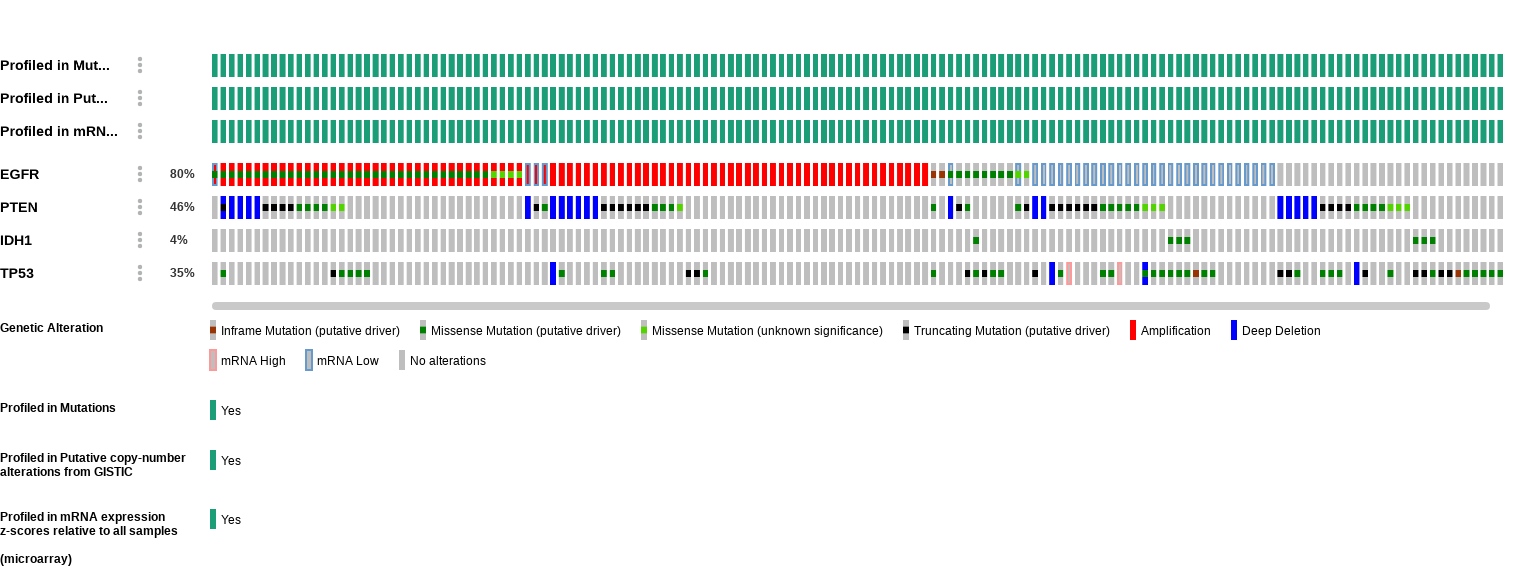 Profiled in Mut...
Profiled in Put...
Profiled in mRN...
EGFR 80%
PTEN 46%
IDH1 4%
TP53 35%
Genetic Alteration Inframe Mutation (putative driver) Missense Mutation (putative driver) Missense Mutation (unknown significance) Truncating Mutation (putative driver) Amplification Deep Deletion
mRNA High mRNA Low No alterations
Profiled in Mutations Yes
Profiled in Putative copy-number Yes
alterations from GISTIC
Profiled in mRNA expression Yes
z-scores relative to all samples
(microarray)